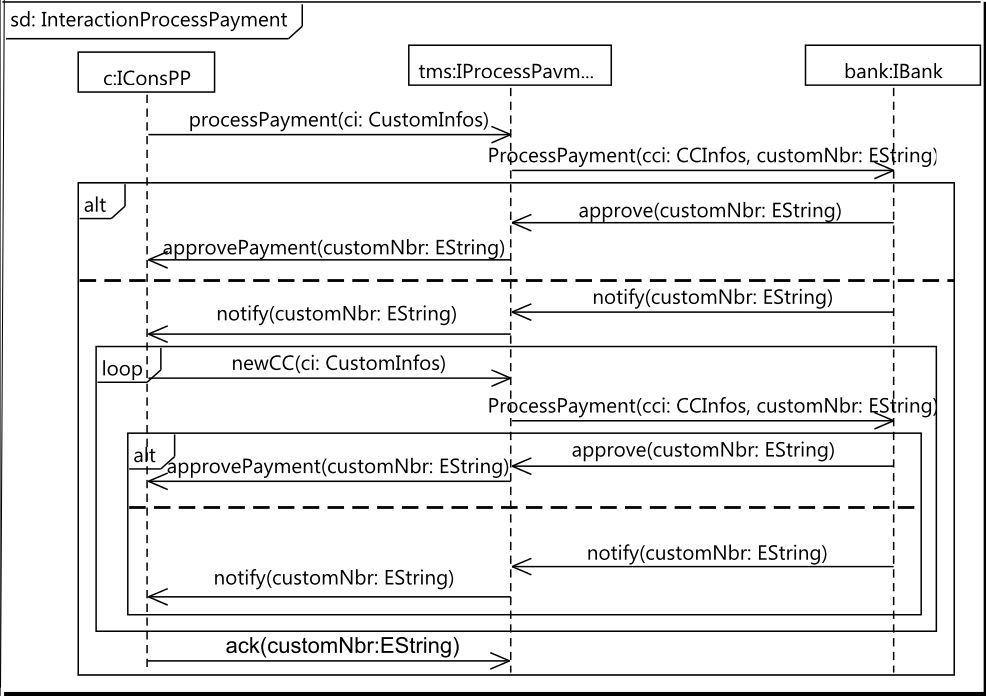 sd: InteractionProcessPayment
c:IConsPP
tms:IProcessPavm...
bank:IBank
processPayment(ci: CustomInfos)
ProcessPayment(cci: CCInfos, customNbr: EString)
alt
approve(customNbr: EString)
approvePayment(customNbr: EString)
notify(customNbr: EString)
notify(customNbr: EString)
loop
newCC(ci: CustomInfos)
ProcessPayment(cci: CCInfos, customNbr: EString)
alt
approve(customNbr: EString)
approvePayment(customNbr: EString)
notify(customNbr: EString)
notify(customNbr: EString)
ack(customNbr:EString)